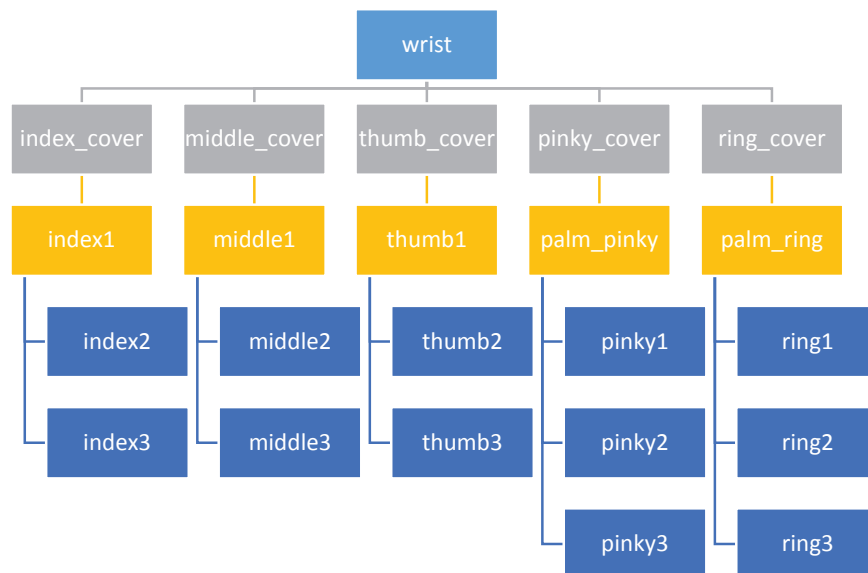 wrist
index_cover
middle_cover
thumb_cover
pinky_cover
ring_cover
index1
middle1
thumb1
palm_pinky
palm_ring
index2
middle2
thumb2
pinky1
ring1
index3
middle3
thumb3
pinky2
ring2
pinky3
ring3